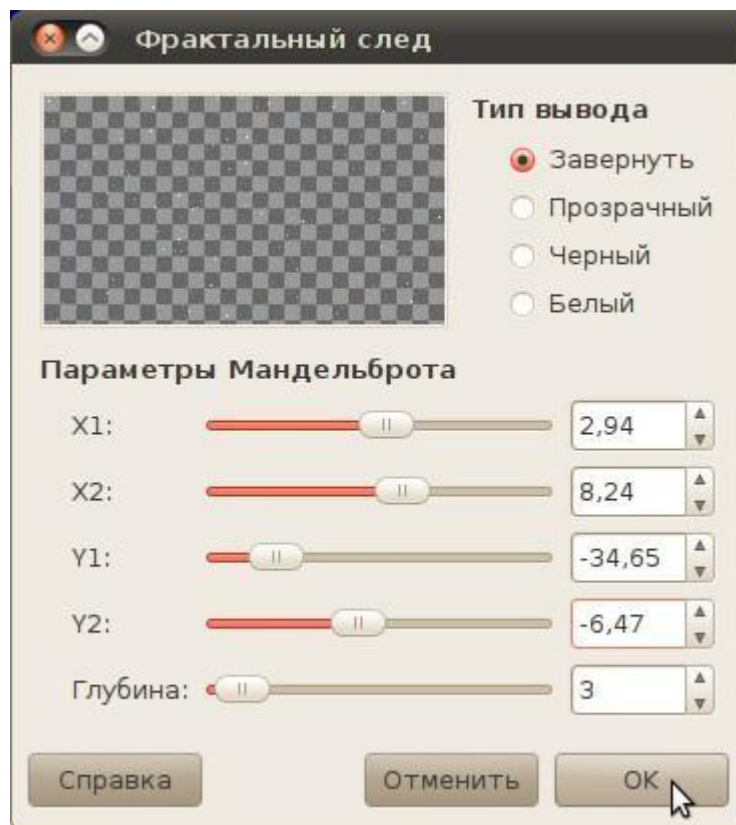 Фрактальный след
Тип вывода
Завернуть
Прозрачный
Черный
Белый
Параметры Мандельброта
X1: 2,94
X2: 8,24
Y1: -34,65
Y2: -6,47
Глубина: 3
Справка Отменить OK